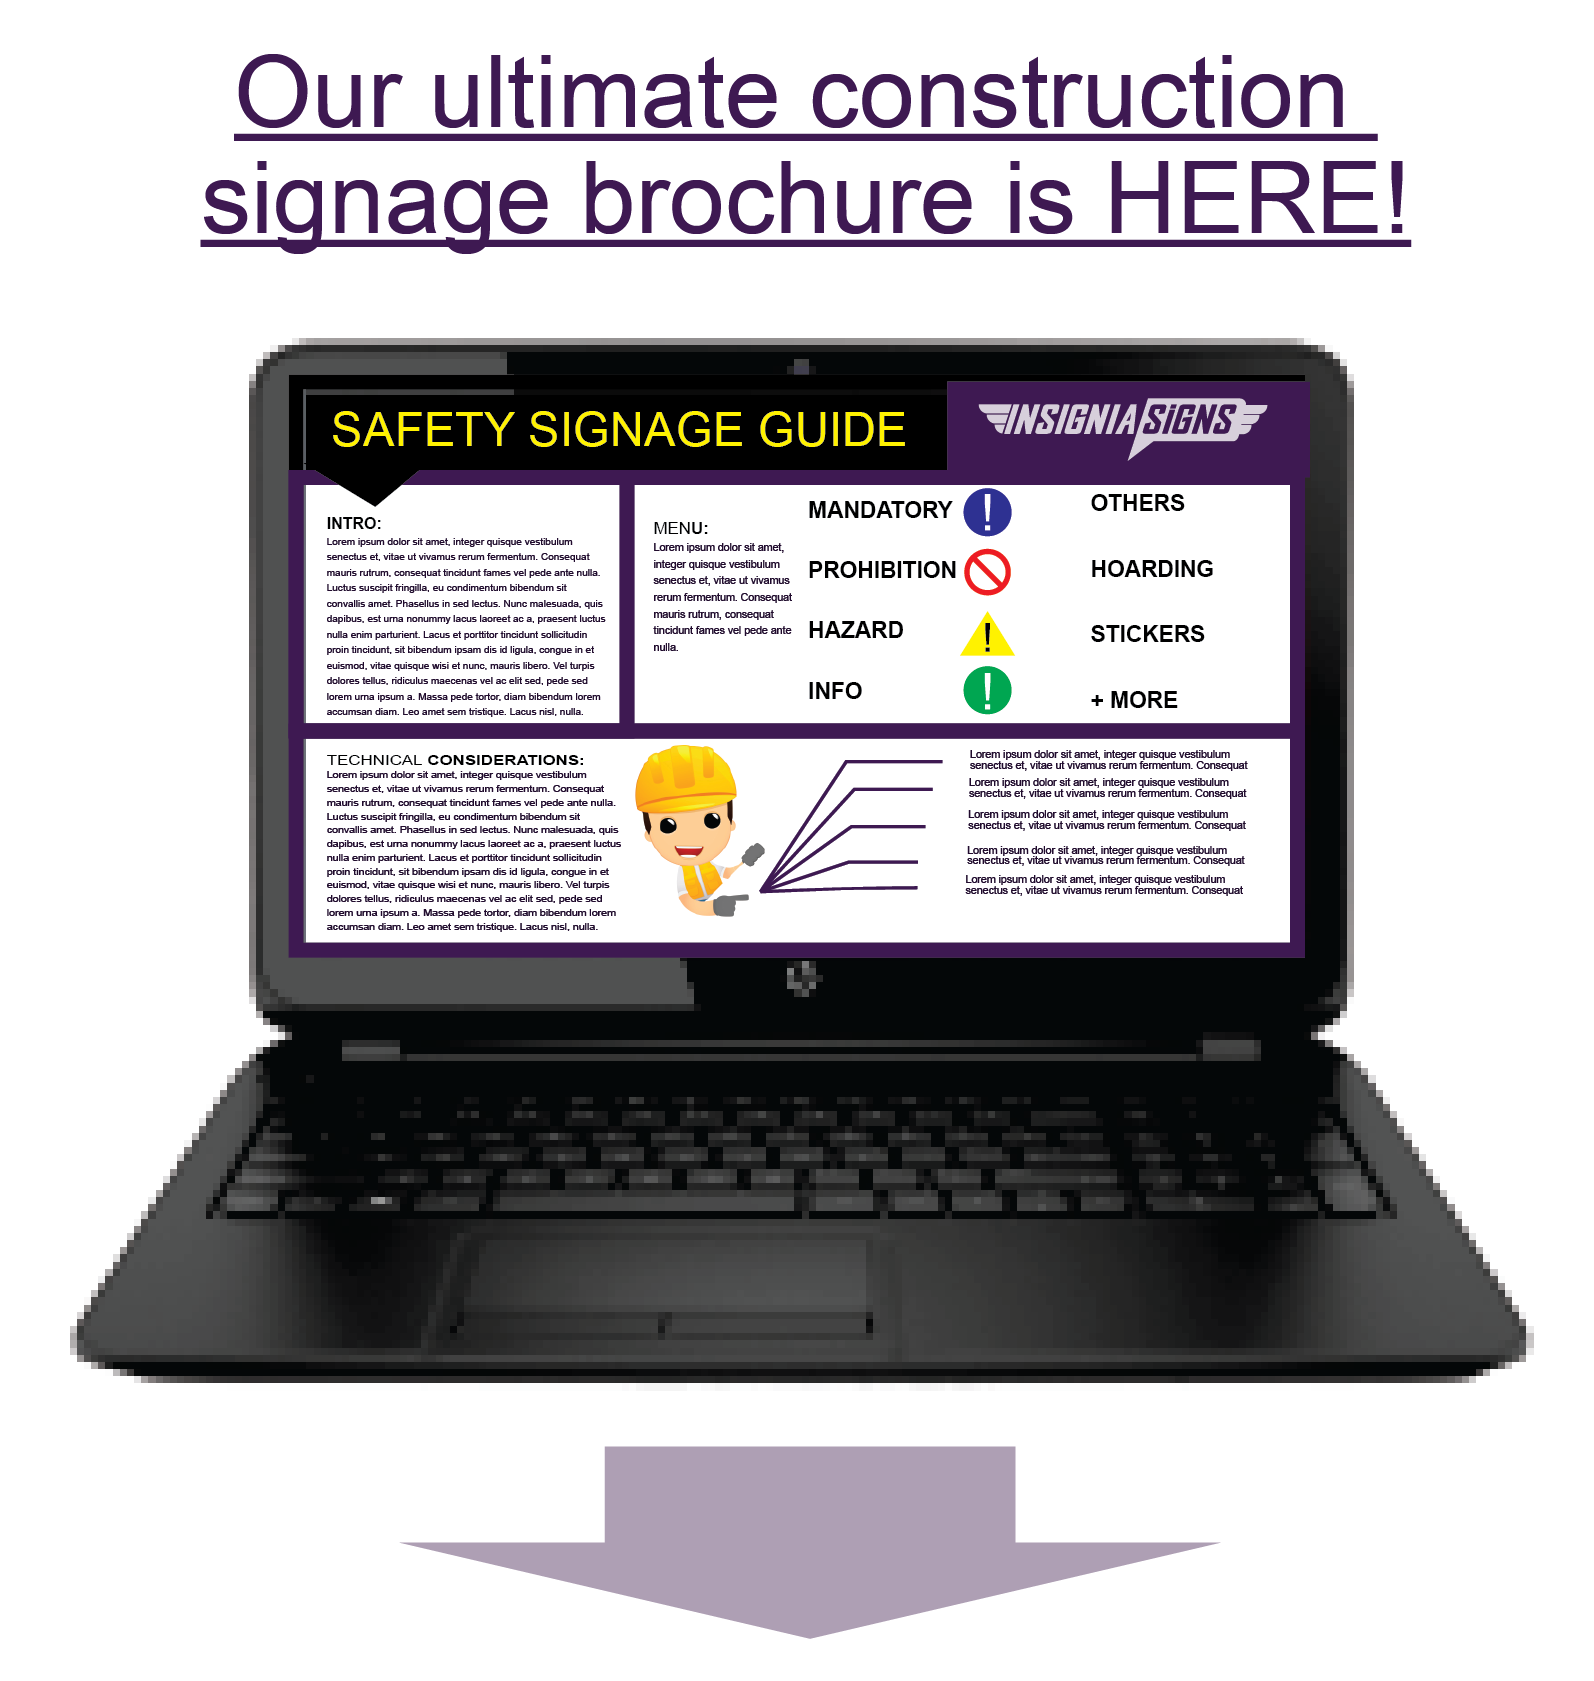 Our ultimate construction
signage brochure is HERE!
SAFETY SIGNAGE GUIDE
INSIGNIA SIGNS
INTRO:
Lorem ipsum dolor sit amet, integer quisque vestibulum
senectus et, vitae ut vivamus rerum fermentum. Consequat
mauris rutrum, consequat tincidunt fames vel pede ante nulla.
Luctus suscipit fringilla, eu condimentum bibendum sit
convallis amet. Phasellus in sed lectus. Nunc malesuada, quis
dapibus, est urna nonummy lacus laoreet ac a, praesent luctus
nulla enim parturient. Lacus et porttitor tincidunt sollicitudin
proin tincidunt, sit bibendum ipsam dis id ligula, congue in et
euismod, vitae quisque wisi et nunc, mauris libero. Vel turpis
dolores tellus, ridiculus maecenas vel ac elit sed, pede sed
lorem urna ipsum a. Massa pede tortor, diam bibendum lorem
accumsan diam. Leo amet sem tristique. Lacus nisl, nulla.
MENU:
Lorem ipsum dolor sit amet,
integer quisque vestibulum
senectus et, vitae ut vivamus
rerum fermentum. Consequat
mauris rutrum, consequat
tincidunt fames vel pede ante
nulla.
MANDATORY
PROHIBITION
HAZARD
INFO
OTHERS
HOARDING
STICKERS
+ MORE
TECHNICAL CONSIDERATIONS:
Lorem ipsum dolor sit amet, integer quisque vestibulum
senectus et, vitae ut vivamus rerum fermentum. Consequat
mauris rutrum, consequat tincidunt fames vel pede ante nulla.
Luctus suscipit fringilla, eu condimentum bibendum sit
convallis amet. Phasellus in sed lectus. Nunc malesuada, quis
dapibus, est urna nonummy lacus laoreet ac a, praesent luctus
nulla enim parturient. Lacus et porttitor tincidunt sollicitudin
proin tincidunt, sit bibendum ipsam dis id ligula, congue in et
euismod, vitae quisque wisi et nunc, mauris libero. Vel turpis
dolores tellus, ridiculus maecenas vel ac elit sed, pede sed
lorem urna ipsum a. Massa pede tortor, diam bibendum lorem
accumsan diam. Leo amet sem tristique. Lacus nisl, nulla.
Lorem ipsum dolor sit amet, integer quisque vestibulum
senectus et, vitae ut vivamus rerum fermentum. Consequat
Lorem ipsum dolor sit amet, integer quisque vestibulum
senectus et, vitae ut vivamus rerum fermentum. Consequat
Lorem ipsum dolor sit amet, integer quisque vestibulum
senectus et, vitae ut vivamus rerum fermentum. Consequat
Lorem ipsum dolor sit amet, integer quisque vestibulum
senectus et, vitae ut vivamus rerum fermentum. Consequat
Lorem ipsum dolor sit amet, integer quisque vestibulum
senectus et, vitae ut vivamus rerum fermentum. Consequat